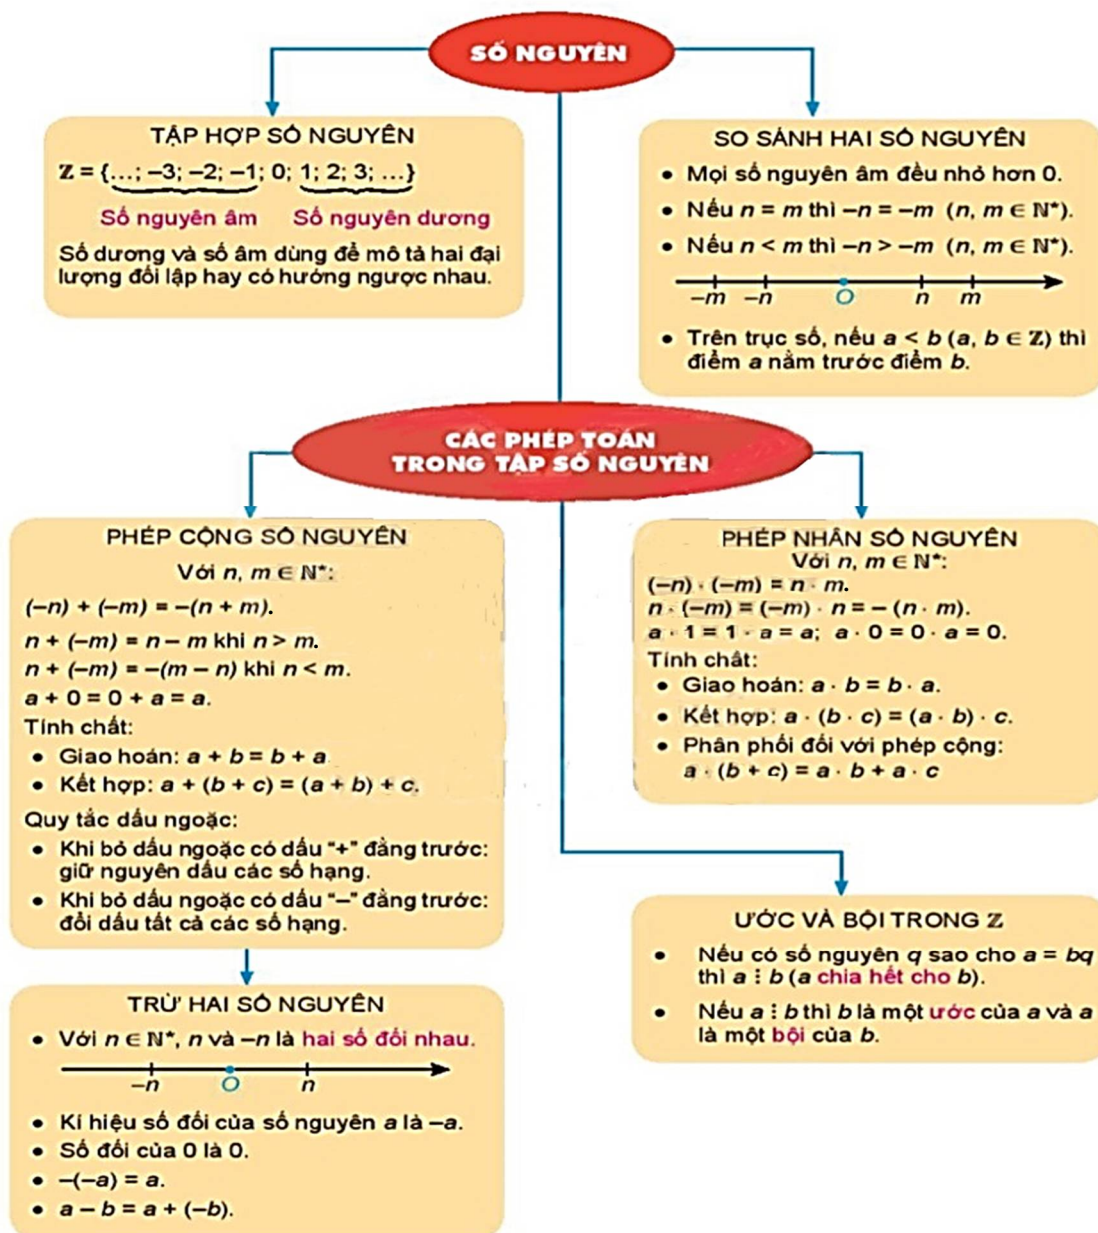 SỐ NGUYÊN
TẬP HỢP SỐ NGUYÊN
ℤ = {...; –3; –2; –1; 0; 1; 2; 3; ...}
Số nguyên âm Số nguyên dương
Số dương và số âm dùng để mô tả hai đại
lượng đối lập hay có hướng ngược nhau.
SO SÁNH HAI SỐ NGUYÊN
• Mọi số nguyên âm đều nhỏ hơn 0.
• Nếu n = m thì –n = –m (n, m ∈ ℕ*).
• Nếu n < m thì –n > –m (n, m ∈ ℕ*).
–m –n O n m
• Trên trục số, nếu a < b (a, b ∈ ℤ) thì
điểm a nằm trước điểm b.
CÁC PHÉP TOÁN
TRONG TẬP SỐ NGUYÊN
PHÉP CỘNG SỐ NGUYÊN
Với n, m ∈ ℕ*:
(–n) + (–m) = –(n + m).
n + (–m) = n – m khi n > m.
n + (–m) = –(m – n) khi n < m.
a + 0 = 0 + a = a.
Tính chất:
• Giao hoán: a + b = b + a
• Kết hợp: a + (b + c) = (a + b) + c.
Quy tắc dấu ngoặc:
• Khi bỏ dấu ngoặc có dấu "+" đằng trước:
giữ nguyên dấu các số hạng.
• Khi bỏ dấu ngoặc có dấu "–" đằng trước:
đổi dấu tất cả các số hạng.
TRỪ HAI SỐ NGUYÊN
• Với n ∈ ℕ*, n và –n là hai số đối nhau.
–n O n
• Kí hiệu số đối của số nguyên a là –a.
• Số đối của 0 là 0.
• –(–a) = a.
• a – b = a + (–b).
PHÉP NHÂN SỐ NGUYÊN
Với n, m ∈ ℕ*:
(–n) · (–m) = n · m.
n · (–m) = (–m) · n = – (n · m).
a · 1 = 1 · a = a; a · 0 = 0 · a = 0.
Tính chất:
• Giao hoán: a · b = b · a.
• Kết hợp: a · (b · c) = (a · b) · c.
• Phân phối đối với phép cộng:
a · (b + c) = a · b + a · c
ƯỚC VÀ BỘI TRONG ℤ
• Nếu có số nguyên q sao cho a = bq
thì a ⋮ b (a chia hết cho b).
• Nếu a ⋮ b thì b là một ước của a và a
là một bội của b.